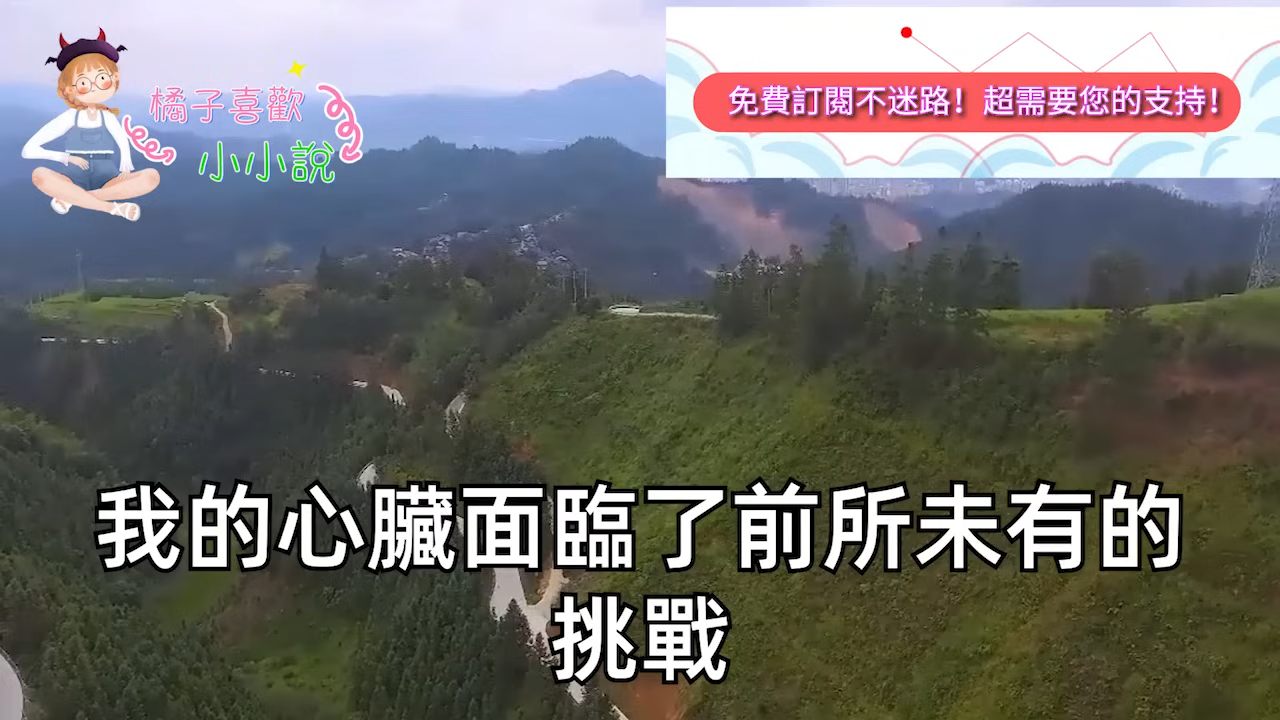 橘子喜歡
小小說
免費訂閱不迷路！超需要您的支持！
我的心臟面臨了前所未有的
挑戰